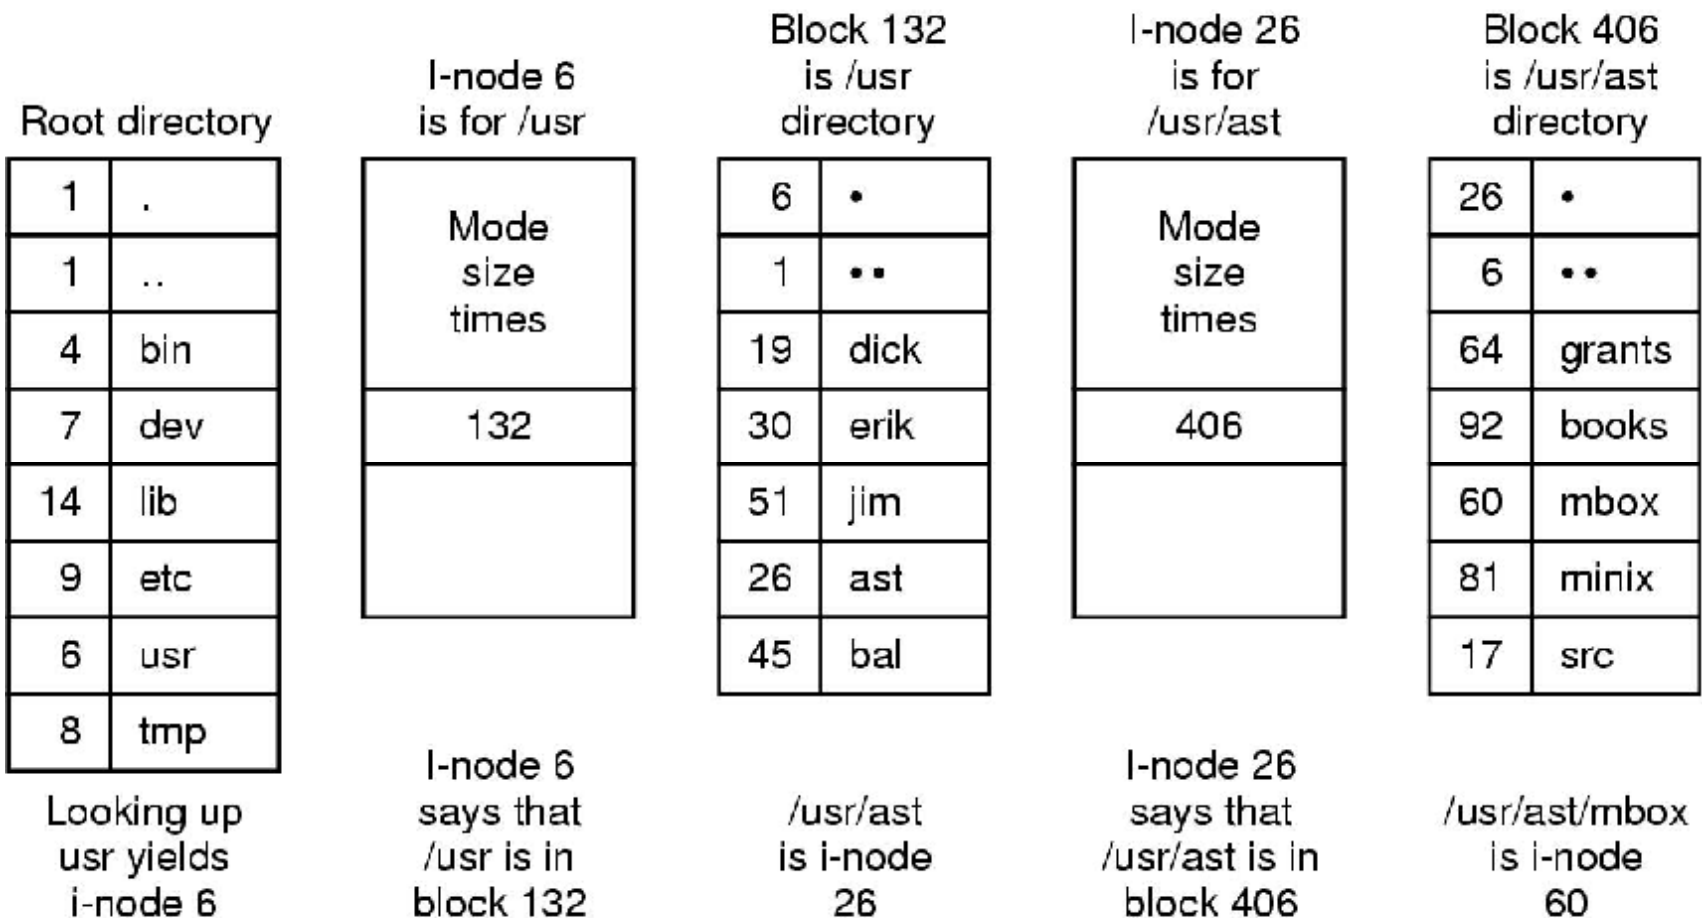 Root directory
1 .
1 ..
4 bin
7 dev
14 lib
9 etc
6 usr
8 tmp
Looking up
usr yields
i-node 6
I-node 6
is for /usr
Mode
size
times
132
I-node 6
says that
/usr is in
block 132
Block 132
is /usr
directory
6 •
1 ••
19 dick
30 erik
51 jim
26 ast
45 bal
/usr/ast
is i-node
26
I-node 26
is for
/usr/ast
Mode
size
times
406
I-node 26
says that
/usr/ast is in
block 406
Block 406
is /usr/ast
directory
26 •
6 ••
64 grants
92 books
60 mbox
81 minix
17 src
/usr/ast/mbox
is i-node
60